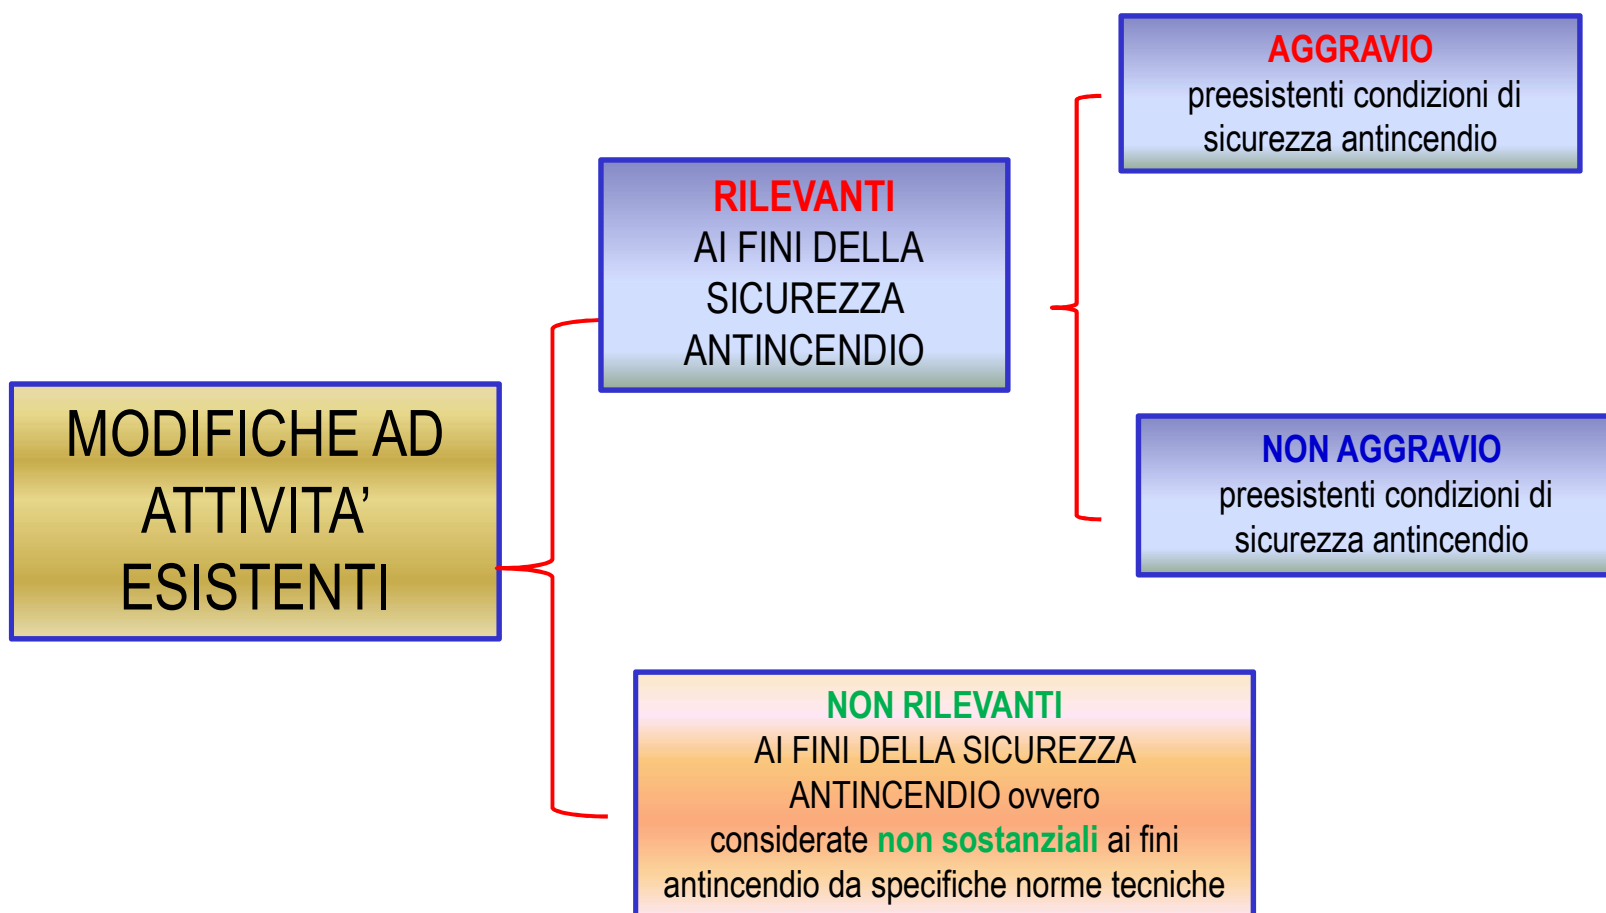 MODIFICHE AD
ATTIVITA’
ESISTENTI
RILEVANTI
AI FINI DELLA
SICUREZZA
ANTINCENDIO
AGGRAVIO
preesistenti condizioni di
sicurezza antincendio
NON AGGRAVIO
preesistenti condizioni di
sicurezza antincendio
NON RILEVANTI
AI FINI DELLA SICUREZZA
ANTINCENDIO ovvero
considerate non sostanziali ai fini
antincendio da specifiche norme tecniche